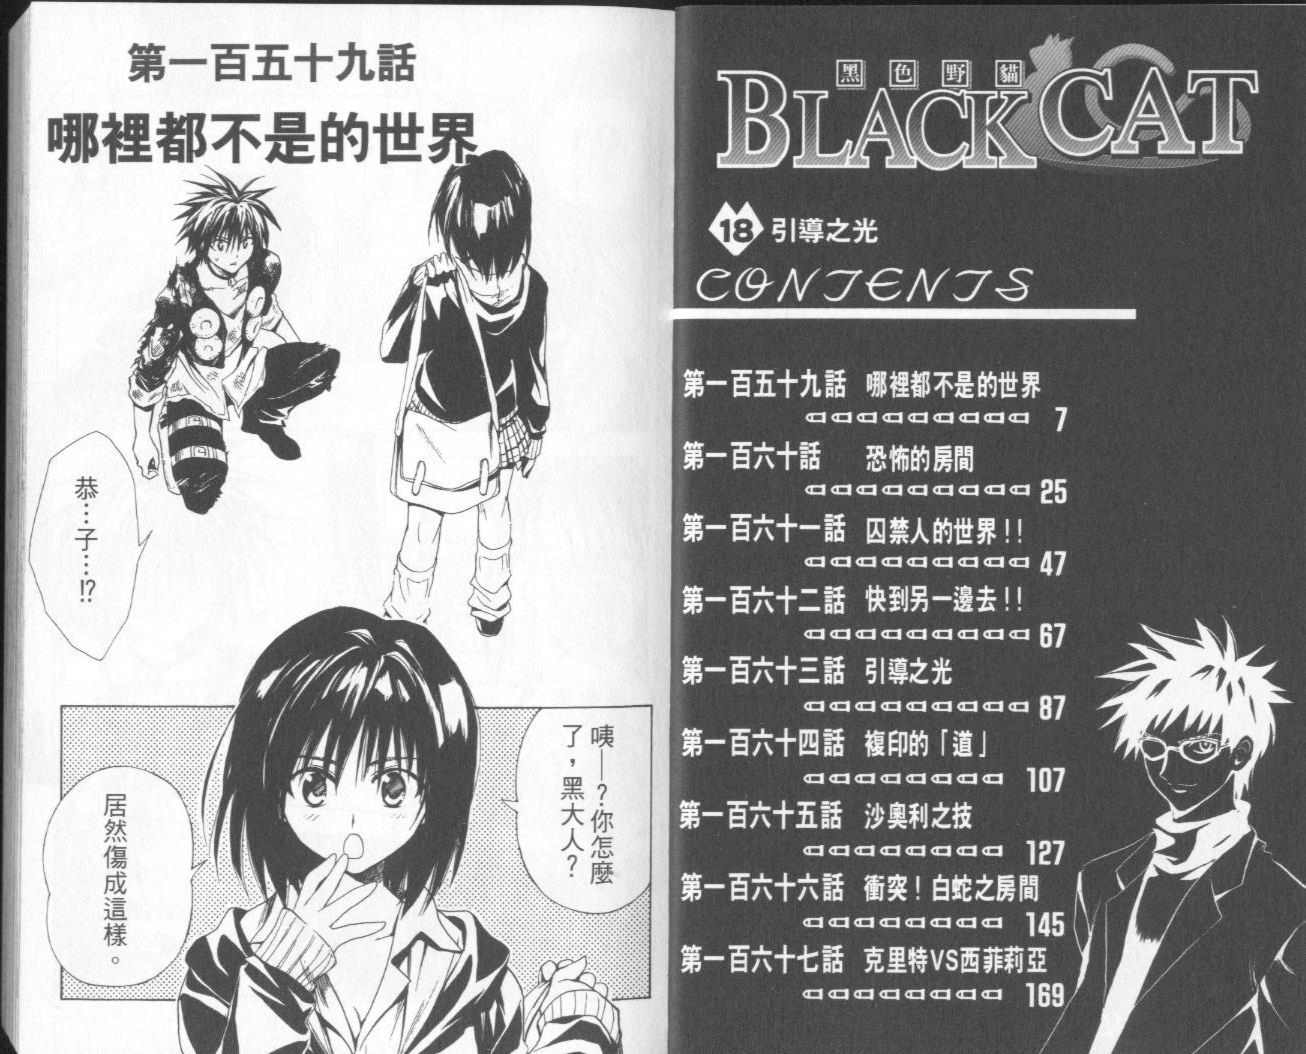 黑色野貓
BLACK CAT
18 引導之光
CONTENTS
第一百五十九話 哪裡都不是的世界
7
第一百六十話 恐怖的房間
25
第一百六十一話 囚禁人的世界!!
47
第一百六十二話 快到另一邊去!!
67
第一百六十三話 引導之光
87
第一百六十四話 複印的「道」
107
第一百六十五話 沙奧利之技
127
第一百六十六話 衝突!白蛇之房間
145
第一百六十七話 克里特VS西菲莉亞
169
第一百五十九話
哪裡都不是的世界
恭…子…!?
咦—?你怎麼
了,黑大人?
居然傷成這樣。